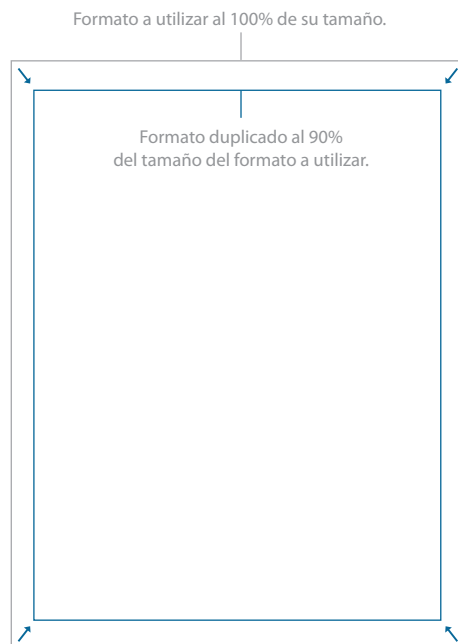 Formato a utilizar al 100% de su tamaño.
Formato duplicado al 90%
del tamaño del formato a utilizar.